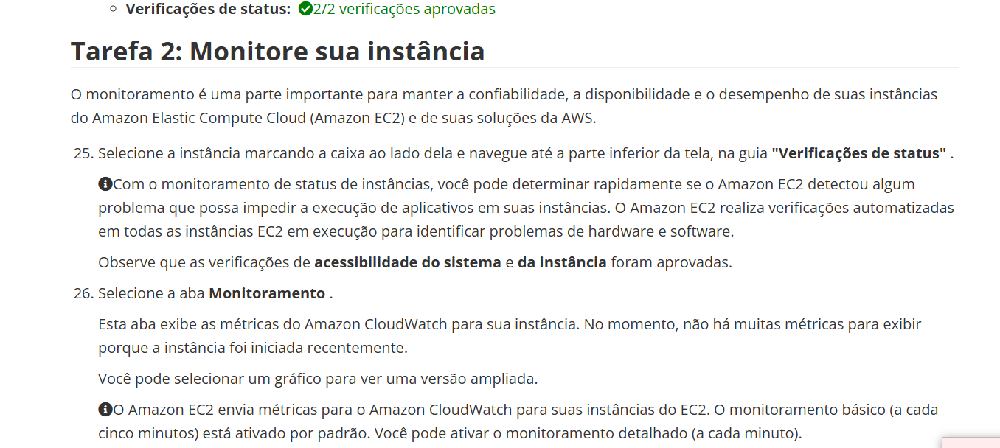 Verificações de status: 2/2 verificações aprovadas
Tarefa 2: Monitore sua instância
O monitoramento é uma parte importante para manter a confiabilidade, a disponibilidade e o desempenho de suas instâncias
do Amazon Elastic Compute Cloud (Amazon EC2) e de suas soluções da AWS.
25. Selecione a instância marcando a caixa ao lado dela e navegue até a parte inferior da tela, na guia "Verificações de status" .
Com o monitoramento de status de instâncias, você pode determinar rapidamente se o Amazon EC2 detectou algum
problema que possa impedir a execução de aplicativos em suas instâncias. O Amazon EC2 realiza verificações automatizadas
em todas as instâncias EC2 em execução para identificar problemas de hardware e software.
Observe que as verificações de acessibilidade do sistema e da instância foram aprovadas.
26. Selecione a aba Monitoramento .
Esta aba exibe as métricas do Amazon CloudWatch para sua instância. No momento, não há muitas métricas para exibir
porque a instância foi iniciada recentemente.
Você pode selecionar um gráfico para ver uma versão ampliada.
O Amazon EC2 envia métricas para o Amazon CloudWatch para suas instâncias do EC2. O monitoramento básico (a cada
cinco minutos) está ativado por padrão. Você pode ativar o monitoramento detalhado (a cada minuto).